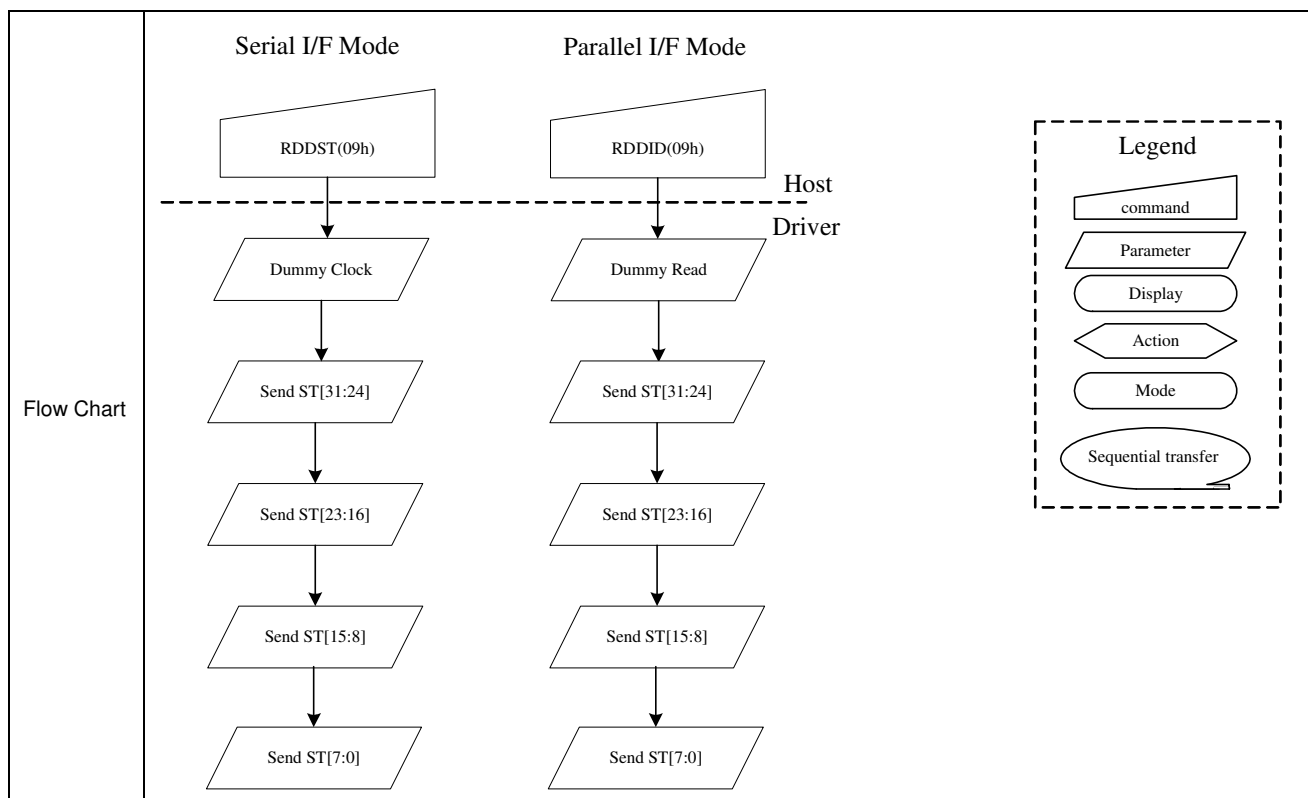 Flow Chart
Serial I/F Mode
RDDST(09h)
Dummy Clock
Send ST[31:24]
Send ST[23:16]
Send ST[15:8]
Send ST[7:0]
Parallel I/F Mode
RDDID(09h)
Dummy Read
Send ST[31:24]
Send ST[23:16]
Send ST[15:8]
Send ST[7:0]
Host
Driver
Legend
command
Parameter
Display
Action
Mode
Sequential transfer